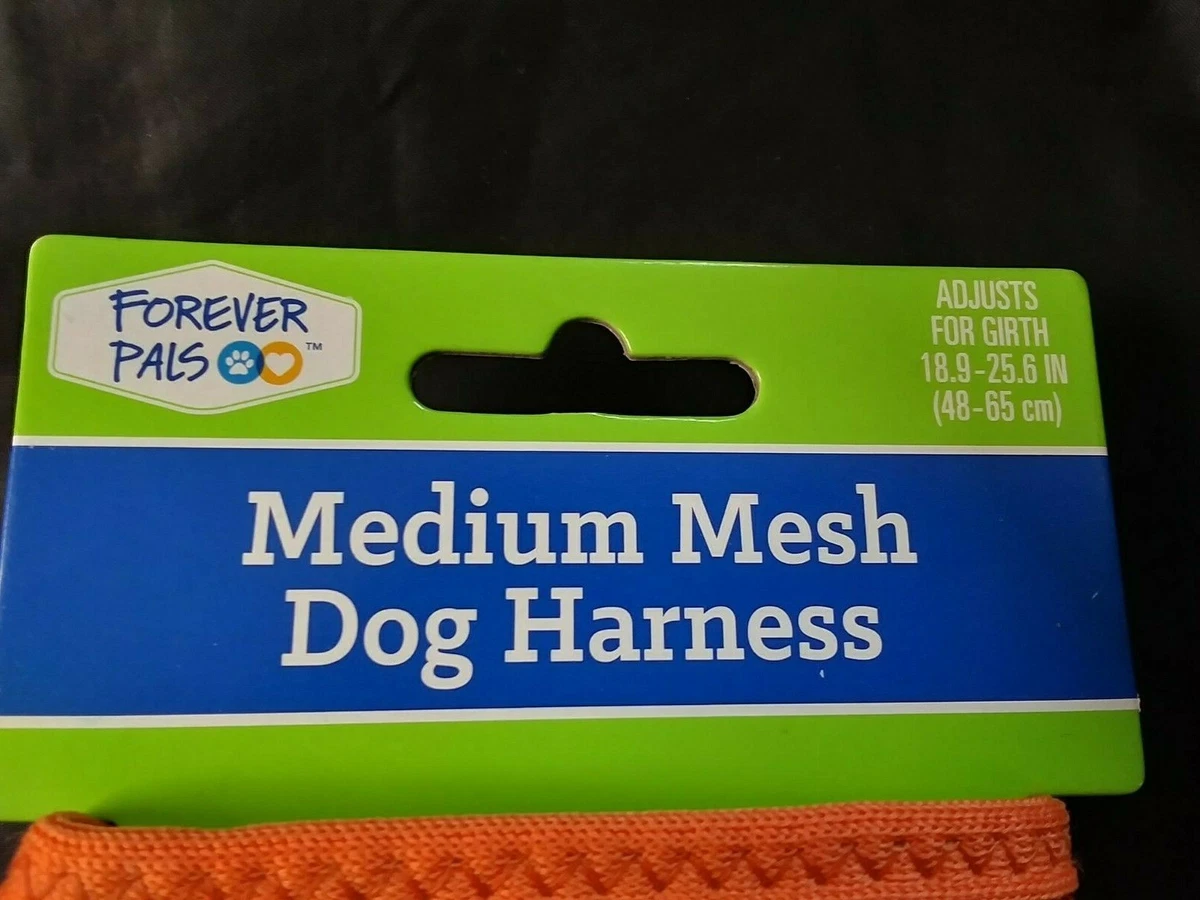 FOREVER
PALS ™
ADJUSTS
FOR GIRTH
18.9-25.6 IN
(48-65 cm)
Medium Mesh
Dog Harness